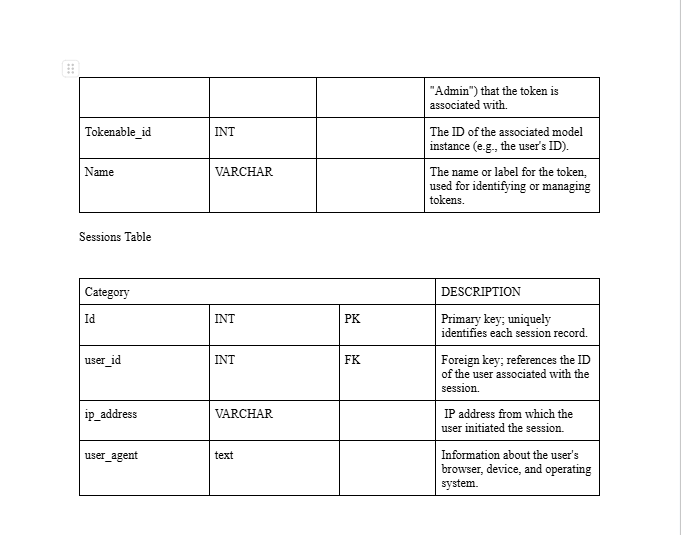 "Admin") that the token is
associated with.
Tokenable_id INT The ID of the associated model
instance (e.g., the user's ID).
Name VARCHAR The name or label for the token,
used for identifying or managing
tokens.
Sessions Table
Category DESCRIPTION
Id INT PK Primary key; uniquely
identifies each session record.
user_id INT FK Foreign key; references the ID
of the user associated with the
session.
ip_address VARCHAR IP address from which the
user initiated the session.
user_agent text Information about the user's
browser, device, and operating
system.